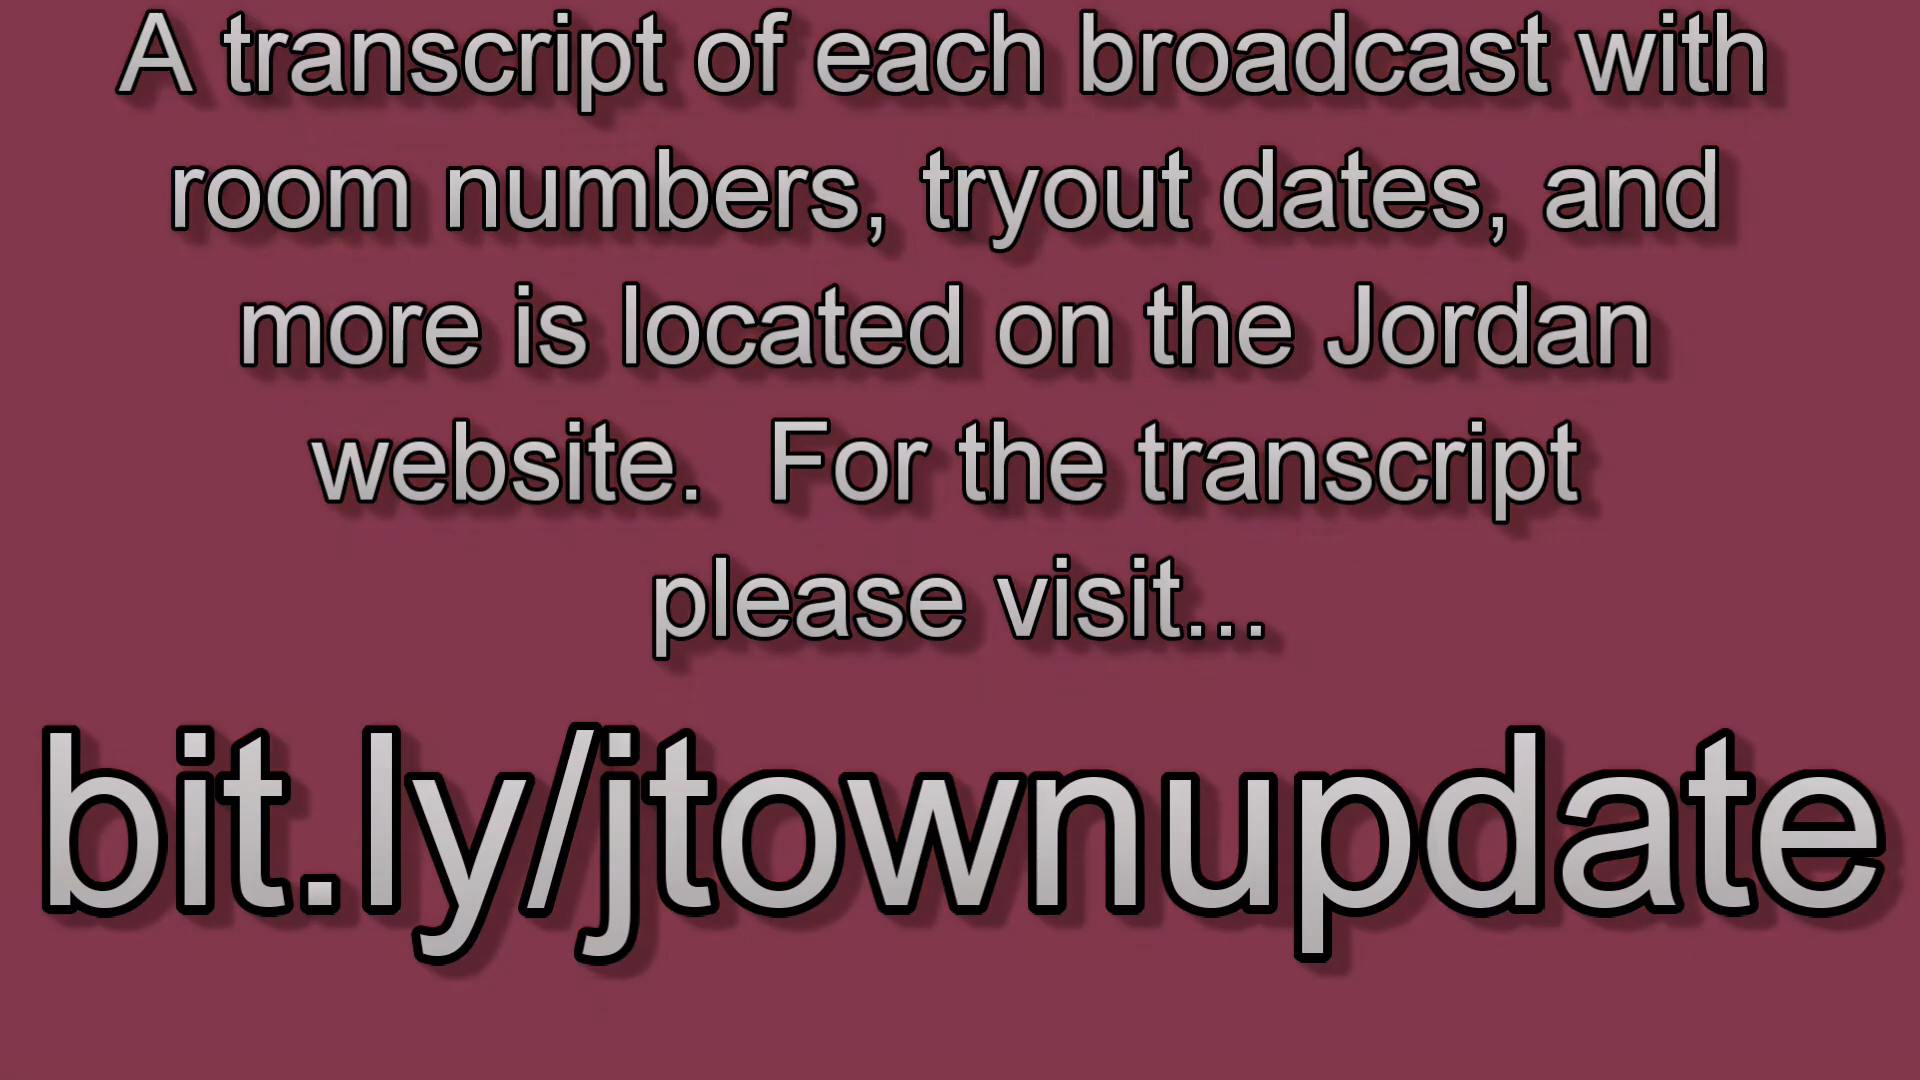 A transcript of each broadcast with
room numbers, tryout dates, and
more is located on the Jordan
website.  For the transcript
please visit...
bit.ly/jtownupdate